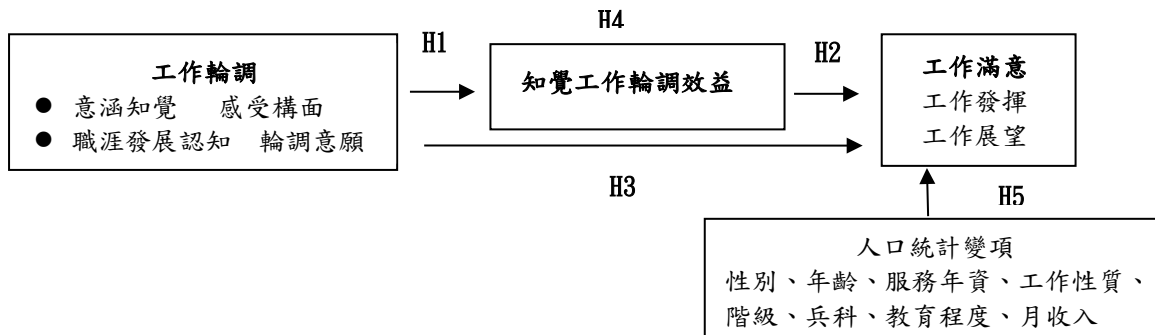 H4
H1
H2
工作輪調
● 意涵知覺 感受構面
● 職涯發展認知 輪調意願
知覺工作輪調效益
工作滿意
工作發揮
工作展望
H3
H5
人口統計變項
性別、年齡、服務年資、工作性質、
階級、兵科、教育程度、月收入